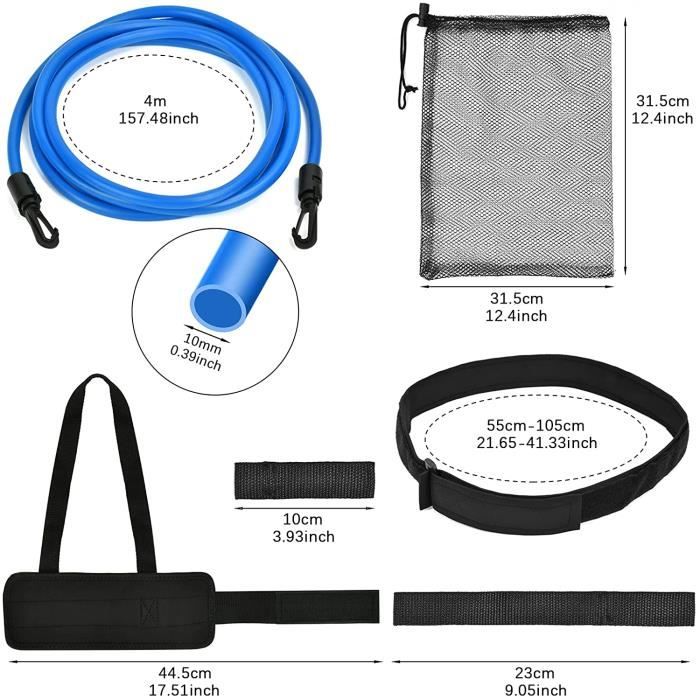 4m
157.48inch
31.5cm
12.4inch
31.5cm
12.4inch
10mm
0.39inch
55cm-105cm
21.65-41.33inch
10cm
3.93inch
44.5cm
17.51inch
23cm
9.05inch